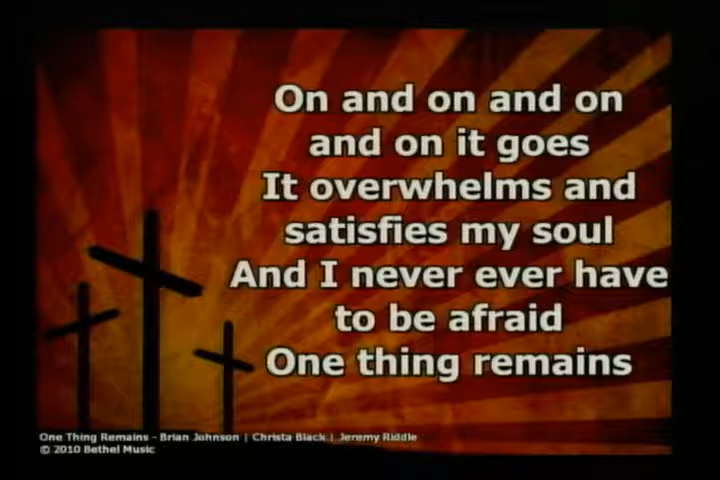 On and on and on
and on it goes
It overwhelms and
satisfies my soul
And I never ever have
to be afraid
One thing remains
One Thing Remains - Brian Johnson | Christa Black | Jeremy Riddle
© 2010 Bethel Music